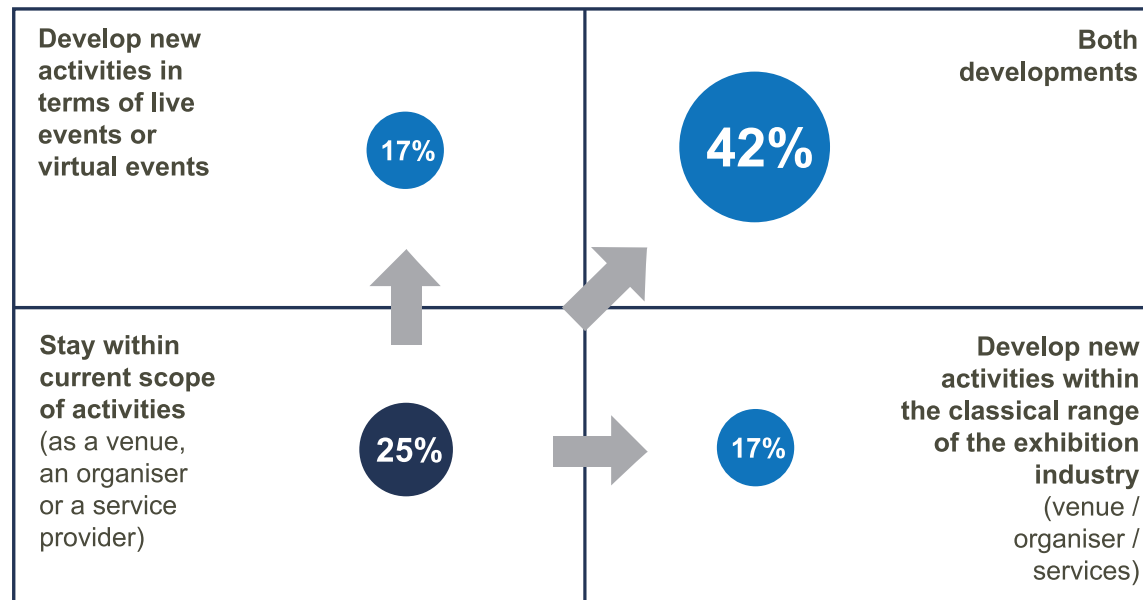 Develop new
activities in
terms of live
events or
virtual events
17%
Both
developments
42%
Stay within
current scope
of activities
(as a venue,
an organiser
or a service
provider)
25%
Develop new
activities within
the classical range
of the exhibition
industry
(venue /
organiser /
services)
17%